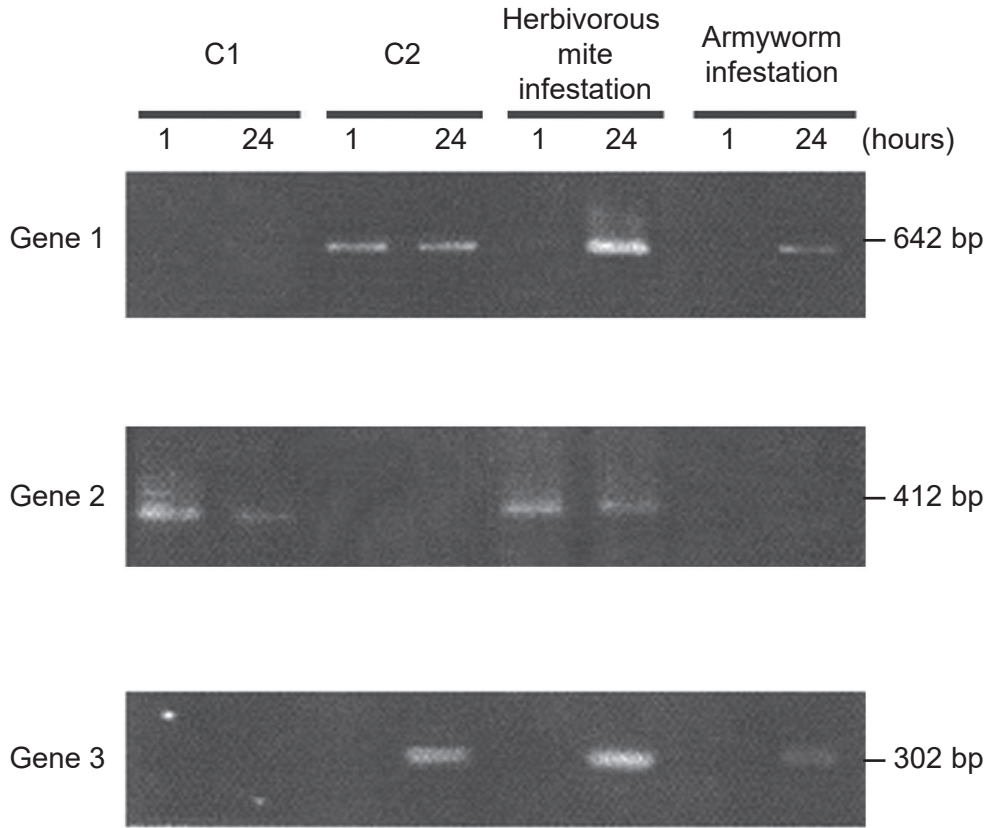 C1
C2
Herbivorous
mite
infestation
Armyworm
infestation
1 24 1 24 1 24 1 24 (hours)
Gene 1
642 bp
Gene 2
412 bp
Gene 3
302 bp